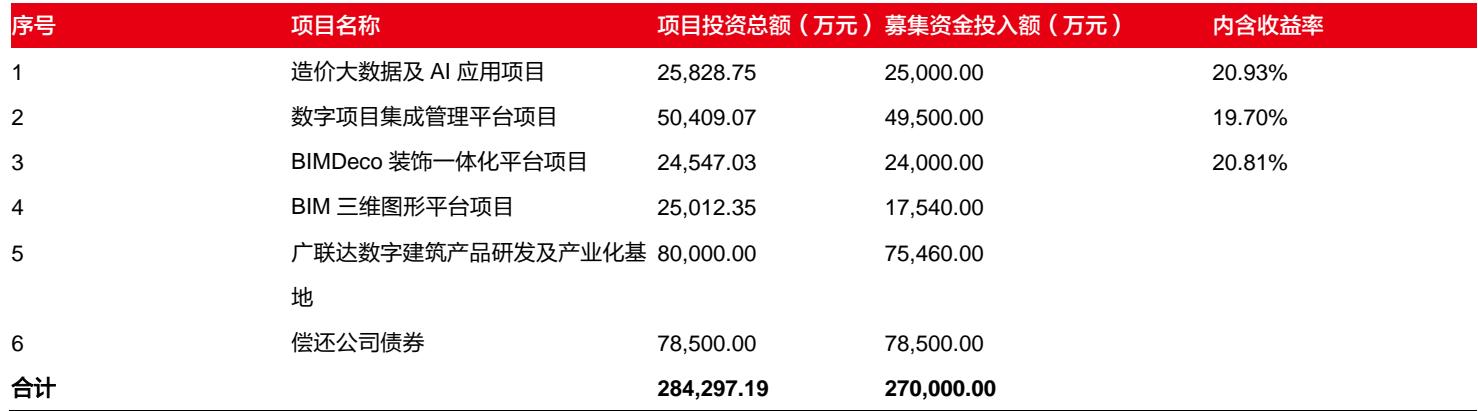 序号 项目名称 项目投资总额（万元） 募集资金投入额（万元） 内含收益率
1 造价大数据及 AI 应用项目 25,828.75 25,000.00 20.93%
2 数字项目集成管理平台项目 50,409.07 49,500.00 19.70%
3 BIMDeco 装饰一体化平台项目 24,547.03 24,000.00 20.81%
4 BIM 三维图形平台项目 25,012.35 17,540.00
5 广联达数字建筑产品研发及产业化基 80,000.00 75,460.00
地
6 偿还公司债券 78,500.00 78,500.00
合计 284,297.19 270,000.00